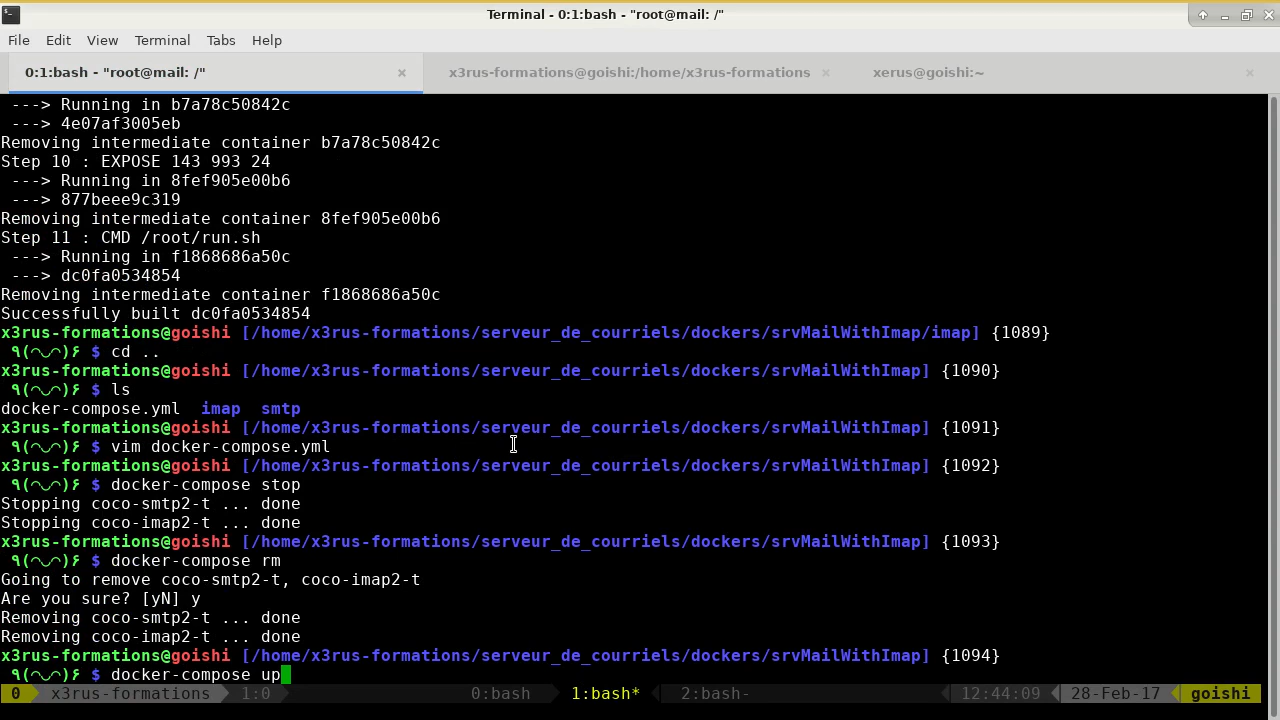 Terminal - 0:1:bash - "root@mail: /"
File Edit View Terminal Tabs Help
0:1:bash - "root@mail: /" x3rus-formations@goishi:/home/x3rus-formations xerus@goishi:~
---> Running in b7a78c50842c
---> 4e07af3005eb
Removing intermediate container b7a78c50842c
Step 10 : EXPOSE 143 993 24
---> Running in 8fef905e00b6
---> 877beee9c319
Removing intermediate container 8fef905e00b6
Step 11 : CMD /root/run.sh
---> Running in f1868686a50c
---> dc0fa0534854
Removing intermediate container f1868686a50c
Successfully built dc0fa0534854
x3rus-formations@goishi [/home/x3rus-formations/serveur_de_courriels/dockers/srvMailWithImap/imap] {1089}
٩(◠◡◠)۶ $ cd ..
x3rus-formations@goishi [/home/x3rus-formations/serveur_de_courriels/dockers/srvMailWithImap] {1090}
٩(◠◡◠)۶ $ ls
docker-compose.yml imap smtp
x3rus-formations@goishi [/home/x3rus-formations/serveur_de_courriels/dockers/srvMailWithImap] {1091}
٩(◠◡◠)۶ $ vim docker-compose.yml
x3rus-formations@goishi [/home/x3rus-formations/serveur_de_courriels/dockers/srvMailWithImap] {1092}
٩(◠◡◠)۶ $ docker-compose stop
Stopping coco-smtp2-t ... done
Stopping coco-imap2-t ... done
x3rus-formations@goishi [/home/x3rus-formations/serveur_de_courriels/dockers/srvMailWithImap] {1093}
٩(◠◡◠)۶ $ docker-compose rm
Going to remove coco-smtp2-t, coco-imap2-t
Are you sure? [yN] y
Removing coco-smtp2-t ... done
Removing coco-imap2-t ... done
x3rus-formations@goishi [/home/x3rus-formations/serveur_de_courriels/dockers/srvMailWithImap] {1094}
٩(◠◡◠)۶ $ docker-compose up
0 x3rus-formations 1:0 0:bash 1:bash* 2:bash- 12:44:09 28-Feb-17 goishi